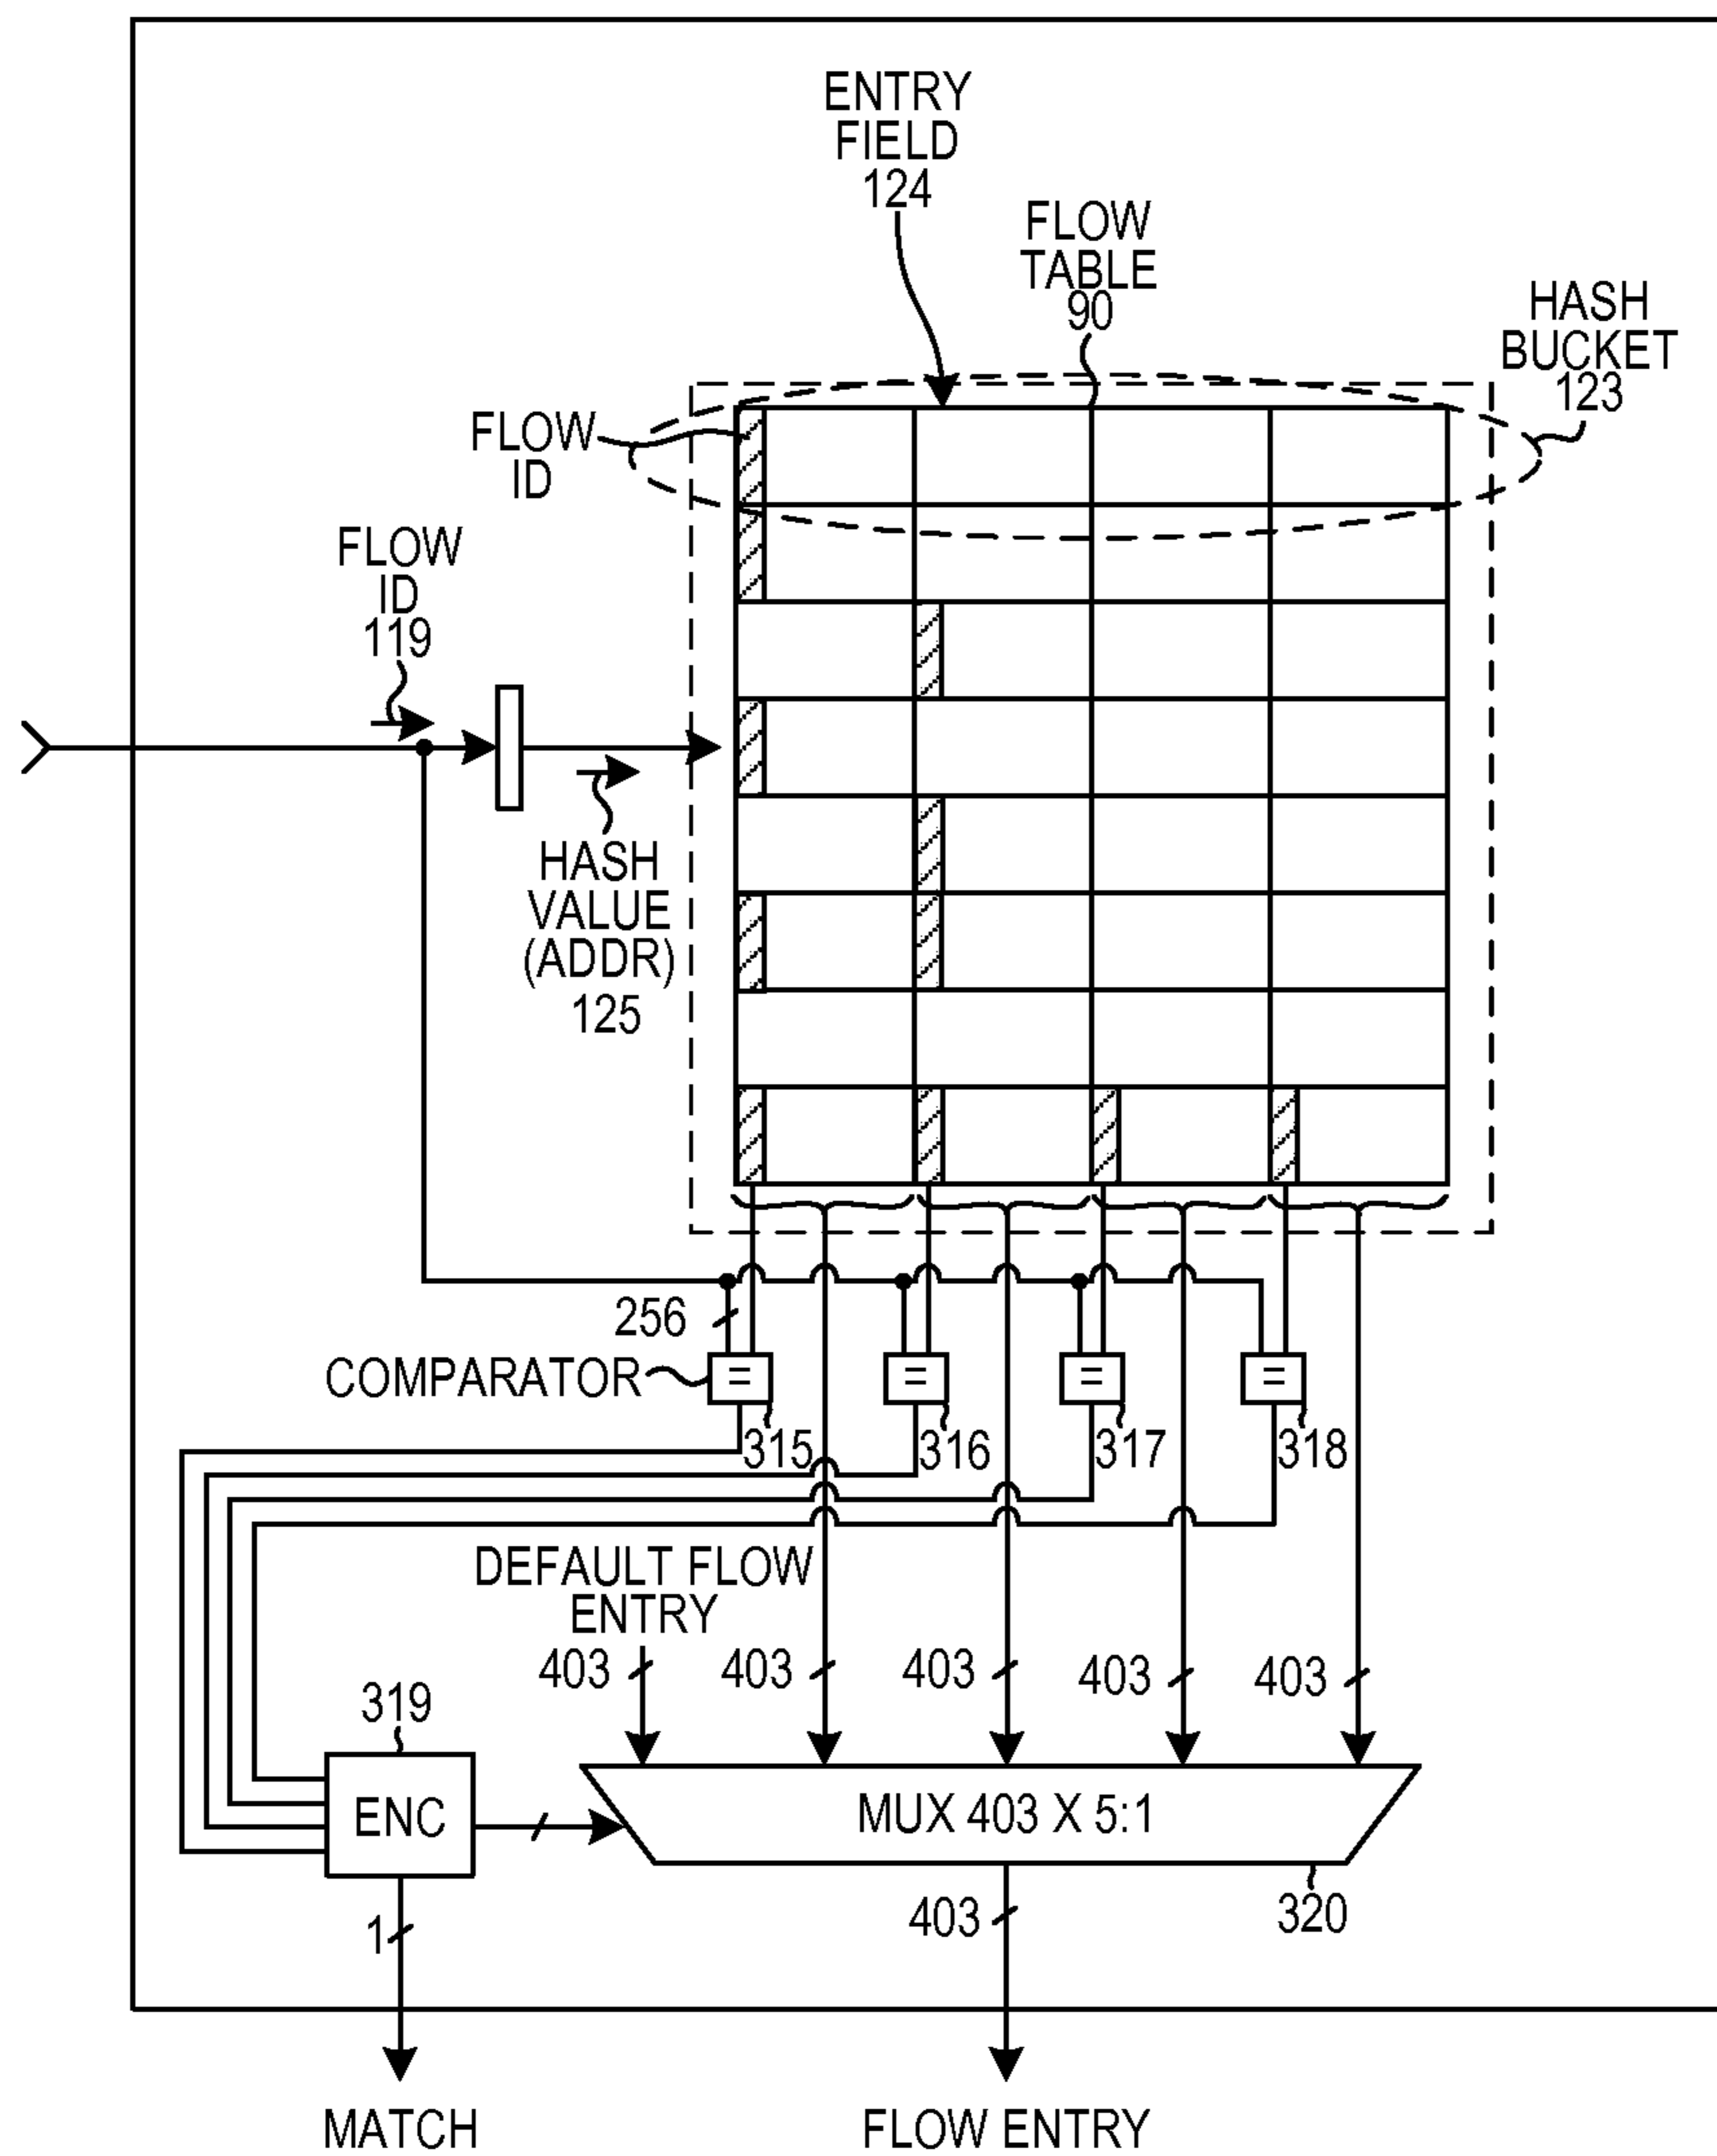 ENTRY
FIELD
124
FLOW
TABLE
90
HASH
BUCKET
123
FLOW
ID
FLOW
ID
119
HASH
VALUE
(ADDR)
125
256
COMPARATOR
=
=
=
=
315
316
317
318
DEFAULT FLOW
ENTRY
403
403
403
403
403
319
ENC
MUX 403 X 5:1
320
1
403
MATCH
FLOW ENTRY